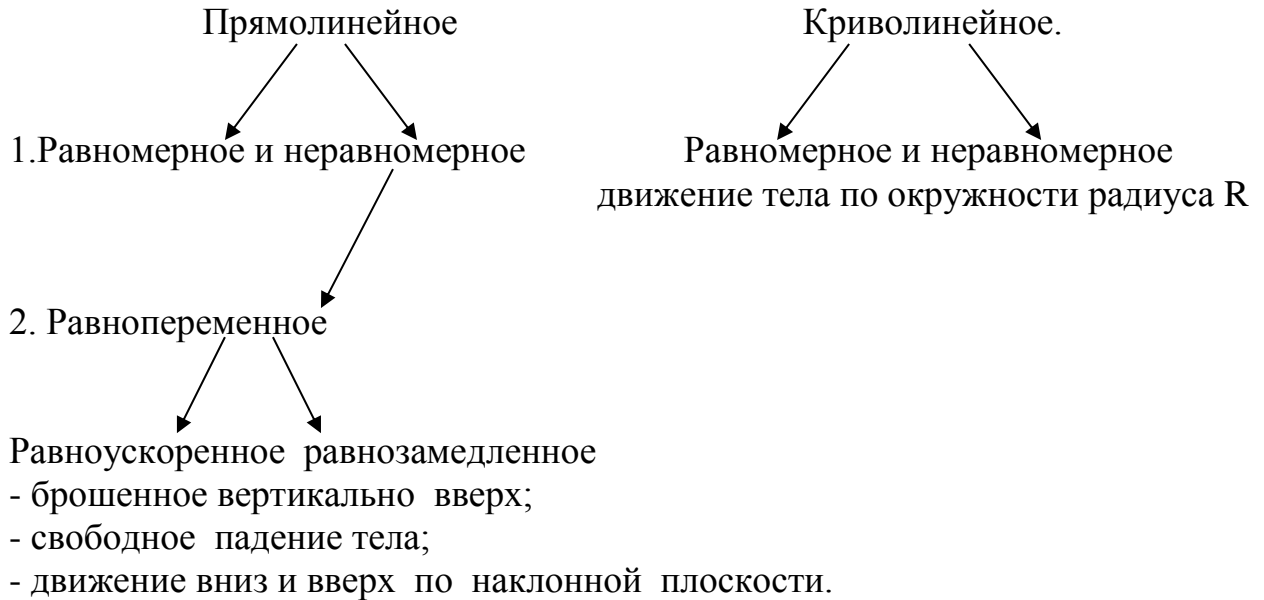 Прямолинейное Криволинейное.
1.Равномерное и неравномерное Равномерное и неравномерное
движение тела по окружности радиуса R
2. Равнопеременное
Равноускоренное равнозамедленное
- брошенное вертикально вверх;
- свободное падение тела;
- движение вниз и вверх по наклонной плоскости.